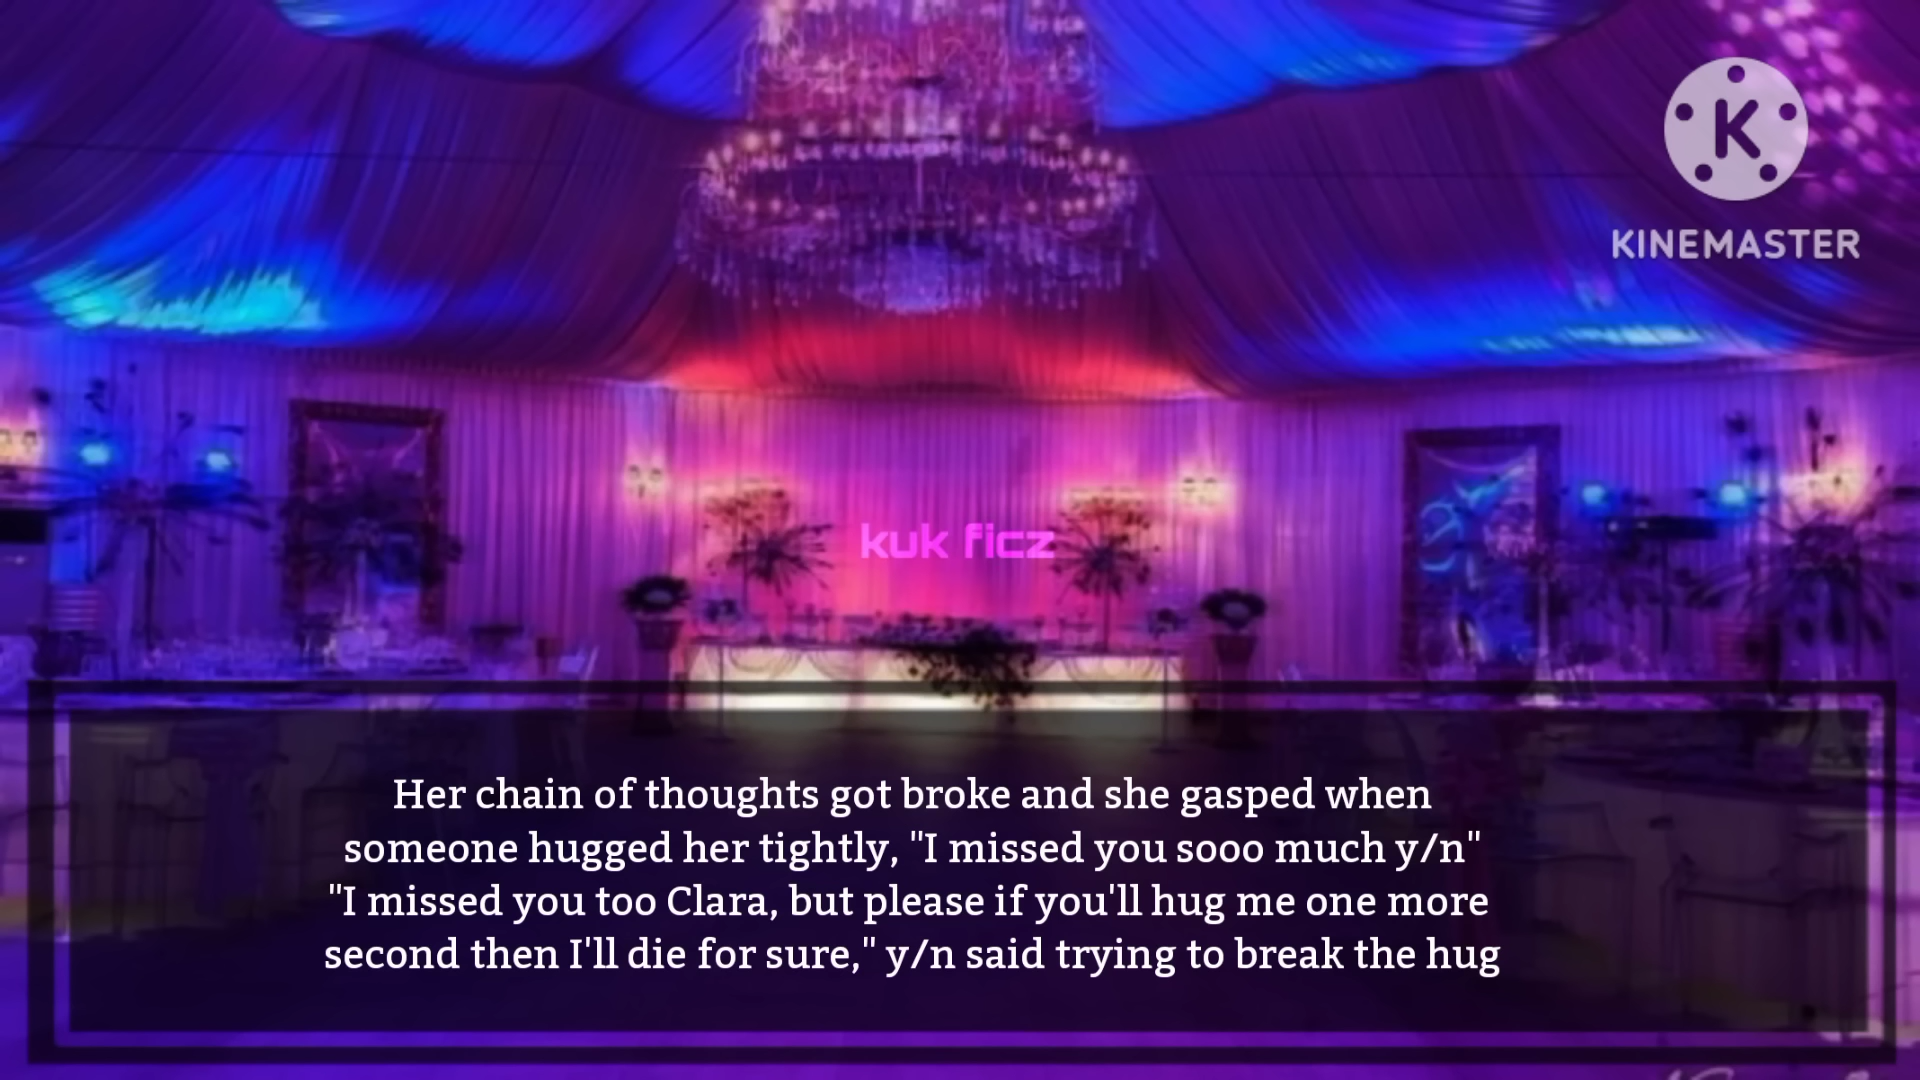 KINEMASTER
kuk ficz
Her chain of thoughts got broke and she gasped when
someone hugged her tightly, "I missed you sooo much y/n"
"I missed you too Clara, but please if you'll hug me one more
second then I'll die for sure," y/n said trying to break the hug